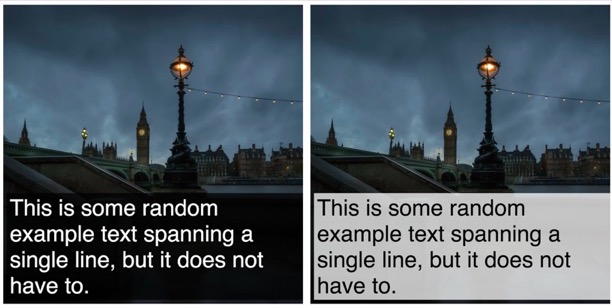 This is some random
example text spanning a
single line, but it does not
have to.
This is some random
example text spanning a
single line, but it does not
have to.